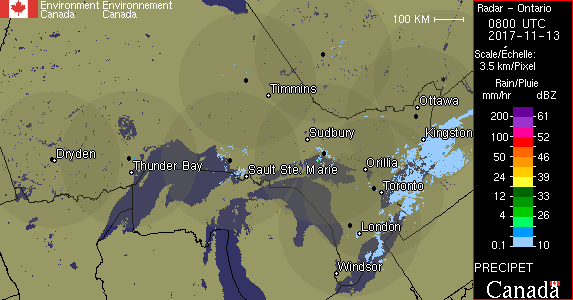 Environment Environnement
Canada Canada
100 KM
Timmins
Ottawa
Sudbury
Kingston
Dryden
Thunder Bay
Sault Ste. Marie
Orillia
Toronto
London
Windsor
Radar - Ontario
0800 UTC
2017-11-13
Scale/Échelle:
3.5 km/Pixel
Rain/Pluie
mm/hr dBZ
200 61
100 52
50 46
24 39
12 33
4 26
0.1 10
PRECIPET
Canada